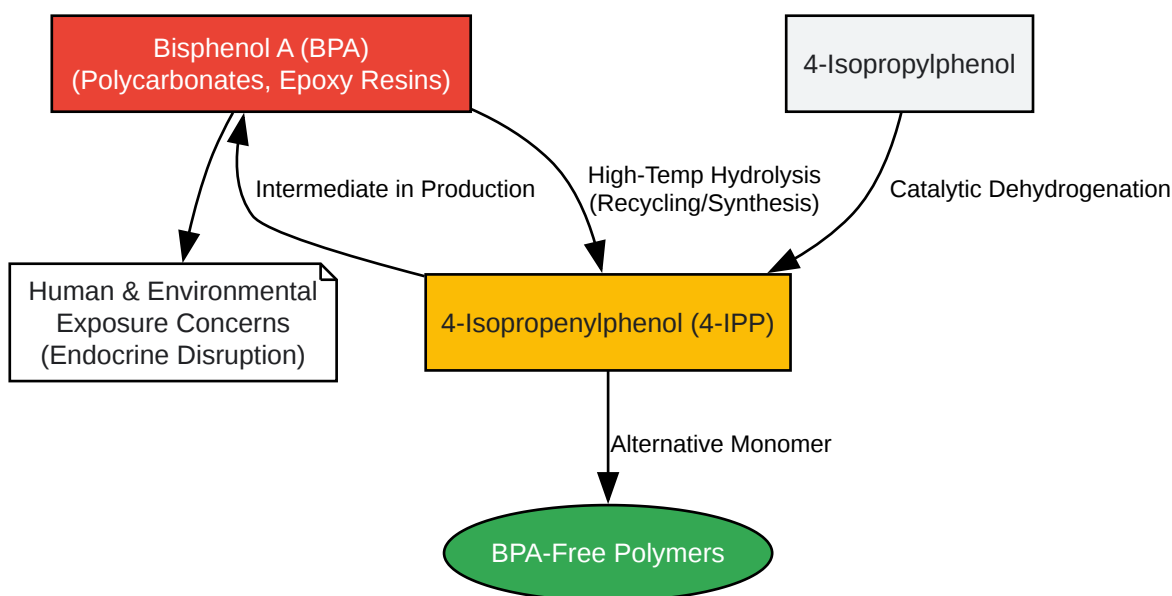 Bisphenol A (BPA)
(Polycarbonates, Epoxy Resins)
4-Isopropylphenol
Intermediate in Production
High-Temp Hydrolysis
(Recycling/Synthesis)
Catalytic Dehydrogenation
Human & Environmental
Exposure Concerns
(Endocrine Disruption)
4-Isopropenylphenol (4-IPP)
Alternative Monomer
BPA-Free Polymers